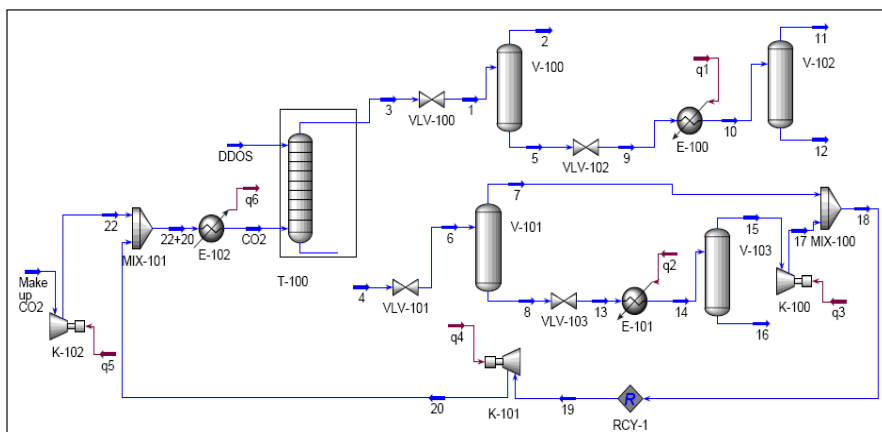 2
11
V-100
q1
V-102
3
1
VLV-100
DDOS
10
5
9
12
VLV-102
E-100
q6
7
22
6
V-101
15
18
22+20
CO2
q2
V-103
17
MIX-101
E-102
MIX-100
Make
up
CO2
T-100
4
VLV-101
8
13
14
K-100
VLV-103
E-101
q3
16
K-102
q4
q5
20
K-101
19
R
RCY-1